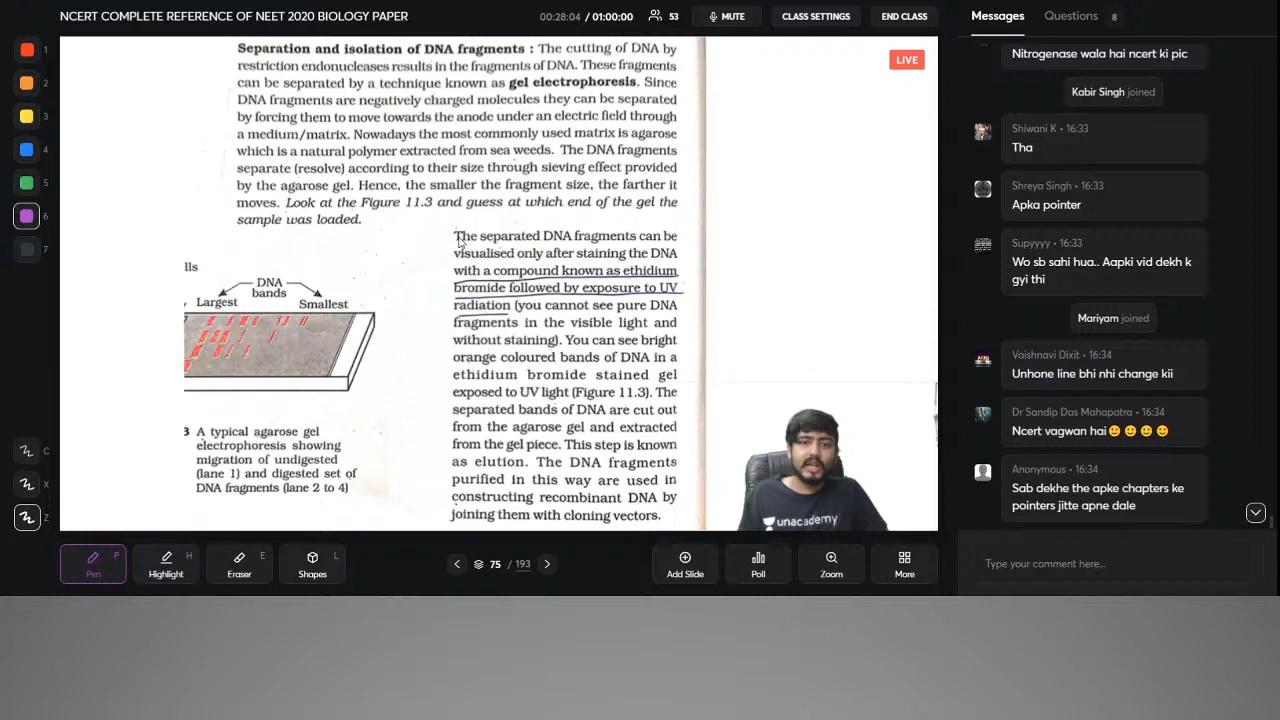 NCERT COMPLETE REFERENCE OF NEET 2020 BIOLOGY PAPER
00:28:04 / 01:00:00
53
MUTE
CLASS SETTINGS
END CLASS
Messages
Questions 8
1
2
3
4
5
6
7
C
X
Z
LIVE
Separation and isolation of DNA fragments : The cutting of DNA by
restriction endonucleases results in the fragments of DNA. These fragments
can be separated by a technique known as gel electrophoresis. Since
DNA fragments are negatively charged molecules they can be separated
by forcing them to move towards the anode under an electric field through
a medium/matrix. Nowadays the most commonly used matrix is agarose
which is a natural polymer extracted from sea weeds. The DNA fragments
separate (resolve) according to their size through sieving effect provided
by the agarose gel. Hence, the smaller the fragment size, the farther it
moves. Look at the Figure 11.3 and guess at which end of the gel the
sample was loaded.
lls
DNA
bands
Largest
Smallest
3 A typical agarose gel
electrophoresis showing
migration of undigested
(lane 1) and digested set of
DNA fragments (lane 2 to 4)
The separated DNA fragments can be
visualised only after staining the DNA
with a compound known as ethidium
bromide followed by exposure to UV
radiation (you cannot see pure DNA
fragments in the visible light and
without staining). You can see bright
orange coloured bands of DNA in a
ethidium bromide stained gel
exposed to UV light (Figure 11.3). The
separated bands of DNA are cut out
from the agarose gel and extracted
from the gel piece. This step is known
as elution. The DNA fragments
purified in this way are used in
constructing recombinant DNA by
joining them with cloning vectors.
unacademy
Nitrogenase wala hai ncert ki pic
Kabir Singh joined
Shiwani K • 16:33
Tha
Shreya Singh • 16:33
Apka pointer
Supyyyy • 16:33
Wo sb sahi hua.. Aapki vid dekh k
gyi thi
Mariyam joined
Vaishnavi Dixit • 16:34
Unhone line bhi nhi change kii
Dr Sandip Das Mahapatra • 16:34
Ncert vagwan hai😊😊😊😊
Anonymous • 16:34
Sab dekhe the apke chapters ke
pointers jitte apne dale
Type your comment here...
Pen P
Highlight H
Eraser E
Shapes L
75 / 193
Add Slide
Poll
Zoom
More